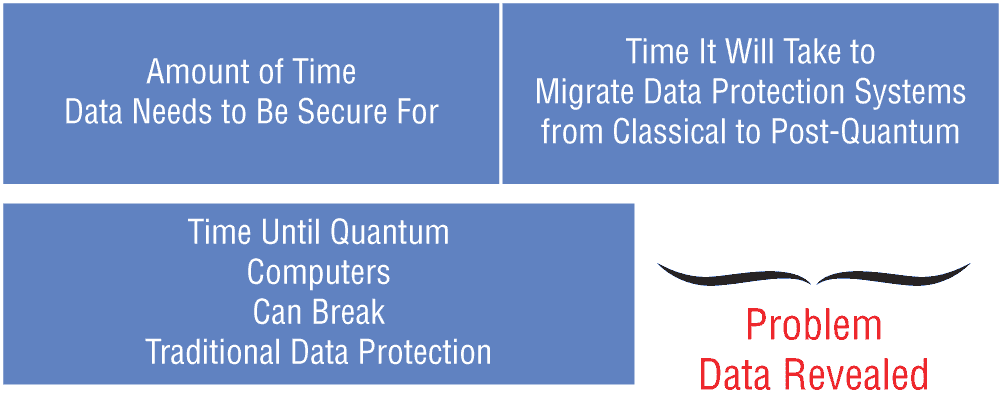 Amount of Time
Data Needs to Be Secure For
Time It Will Take to
Migrate Data Protection Systems
from Classical to Post-Quantum
Time Until Quantum
Computers
Can Break
Traditional Data Protection
Problem
Data Revealed